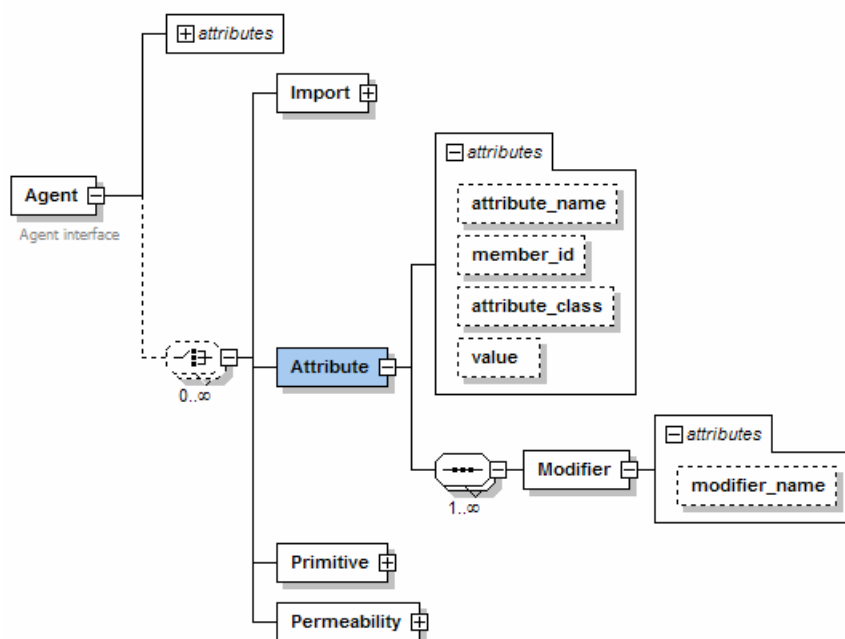 attributes
Import
attributes
attribute_name
Agent
Agent interface
member_id
attribute_class
value
Attribute
0..∞
attributes
Modifier
modifier_name
1..∞
Primitive
Permeability